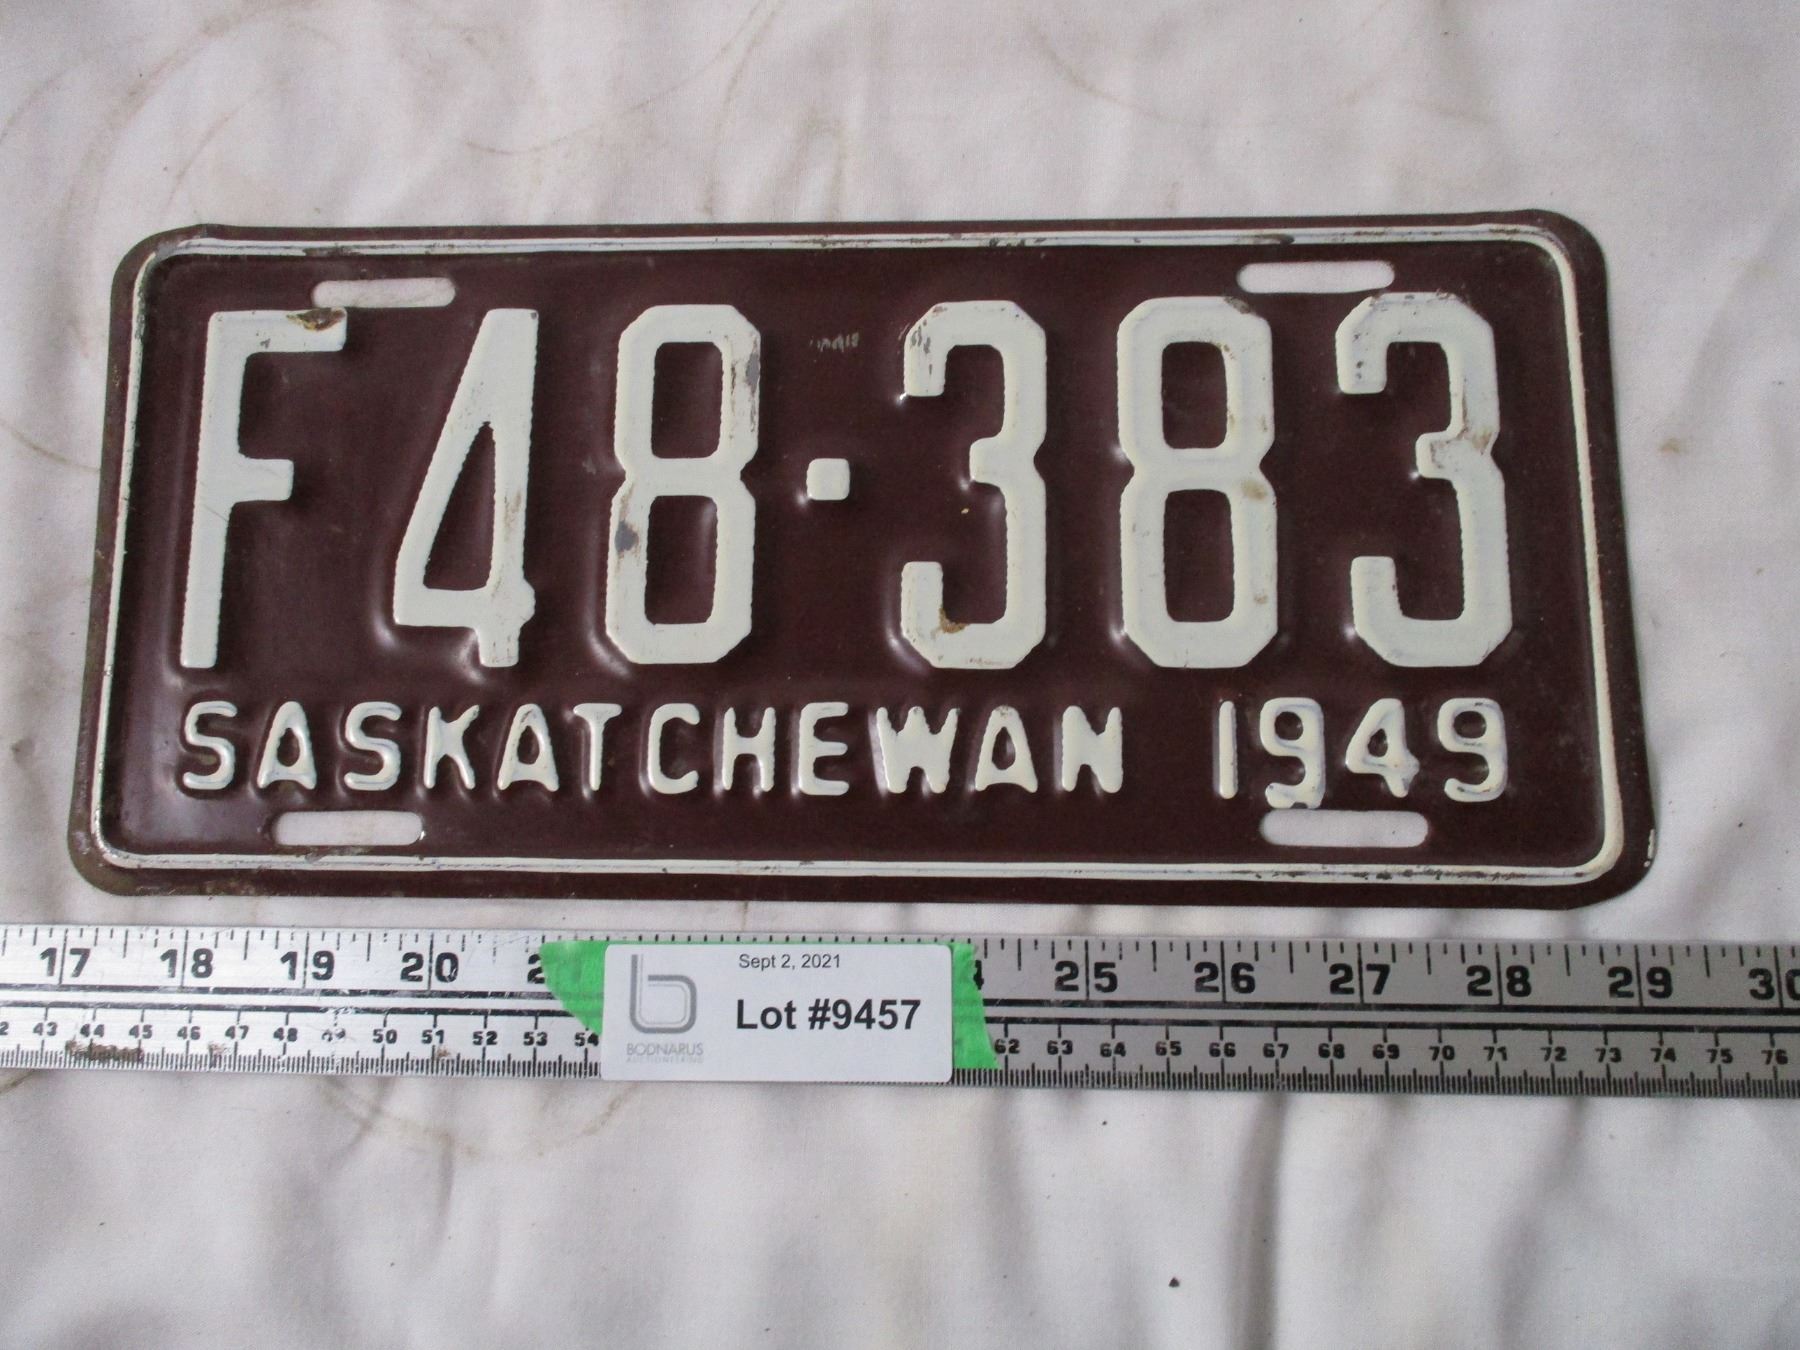 F48·383
SASKATCHEWAN 1949
17 18 19 20 25 26 27 28 29 30
43 44 45 46 47 48 49 50 51 52 53 54 62 63 64 65 66 67 68 69 70 71 72 73 74 75 76
Sept 2, 2021
Lot #9457
b
BODNARUS
AUCTIONEERING